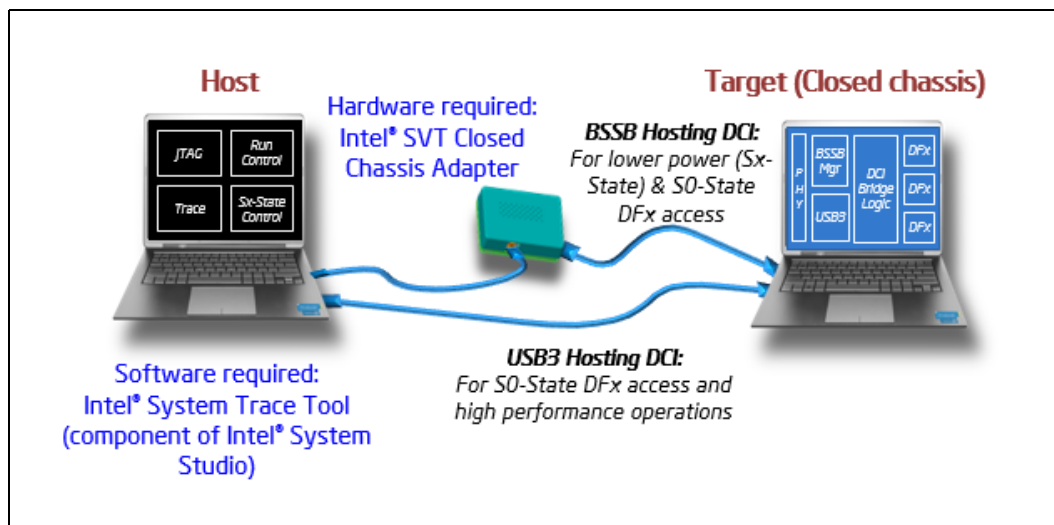 Host
Target (Closed chassis)
Hardware required:
Intel® SVT Closed
Chassis Adapter
BSSB Hosting DCI:
For lower power (Sx-
State) & S0-State
DFx access
JTAG
Run
Control
Trace
Sx-State
Control
P
H
Y
BSSB
Mgr
USB3
DCI
Bridge
Logic
DFx
DFx
DFx
USB3 Hosting DCI:
For S0-State DFx access and
high performance operations
Software required:
Intel® System Trace Tool
(component of Intel® System
Studio)